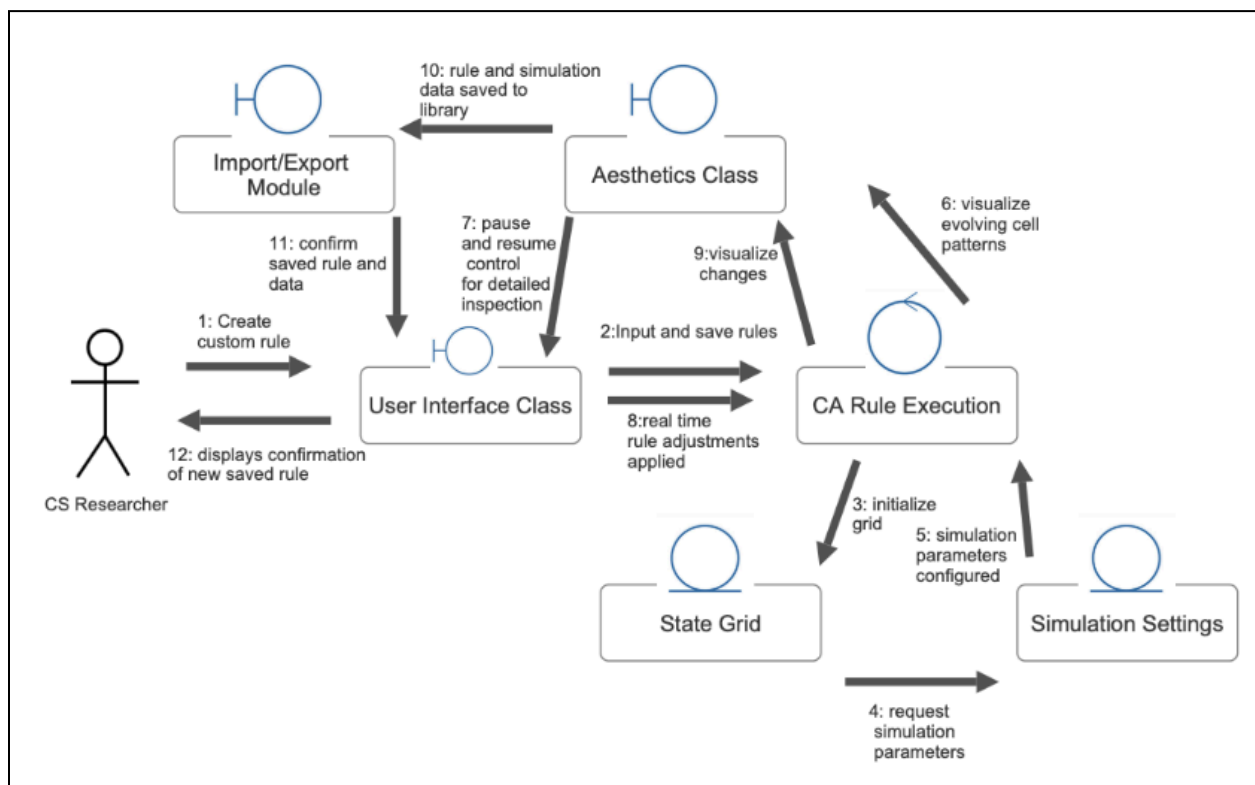 10: rule and simulation
data saved to
library
Import/Export
Module
Aesthetics Class
6: visualize
evolving cell
patterns
11: confirm
saved rule and
data
7: pause
and resume
control
for detailed
inspection
9:visualize
changes
1: Create
custom rule
2:Input and save rules
User Interface Class
CA Rule Execution
8:real time
rule adjustments
applied
12: displays confirmation
of new saved rule
CS Researcher
3: initialize
grid
5: simulation
parameters
configured
State Grid
Simulation Settings
4: request
simulation
parameters